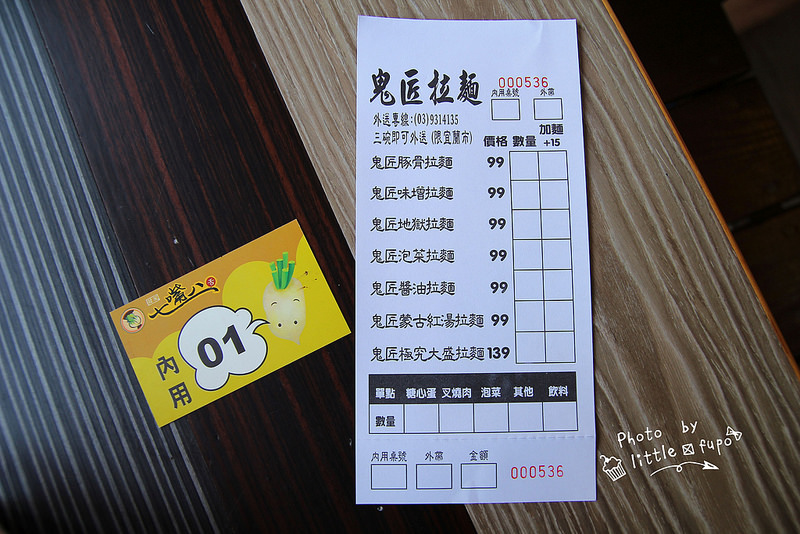 鬼匠拉麵
000536
內用桌號 外帶
外送專線:(03)9314135
三碗即可外送 (限宜蘭市)
價格 數量 加麵+15
鬼匠豚骨拉麵 99
鬼匠味增拉麵 99
鬼匠地獄拉麵 99
鬼匠泡菜拉麵 99
鬼匠醬油拉麵 99
鬼匠蒙古紅湯拉麵 99
鬼匠極究大盛拉麵 139
單點 糖心蛋 叉燒肉 泡菜 其他 飲料
數量
內用桌號 外帶 金額
000536
七嘴八
01
內用
Photo by
little fupo